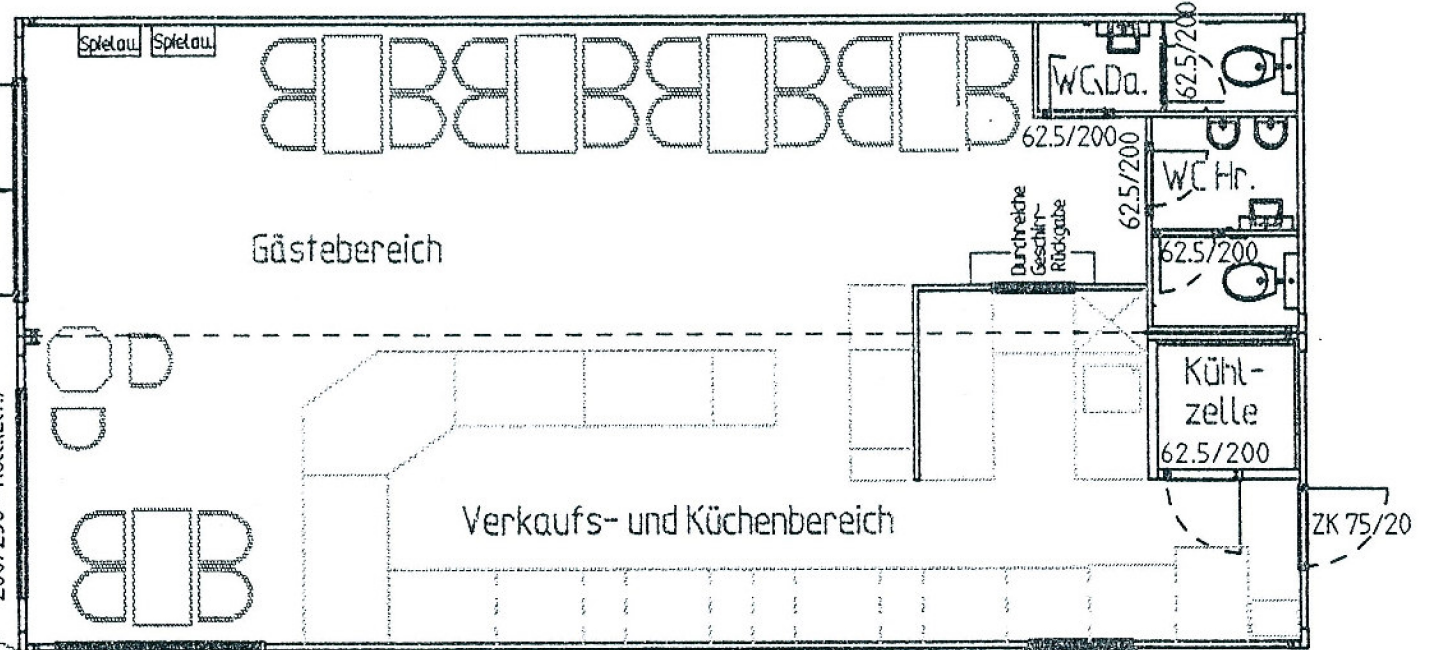 Spielau.
Spielau.
WC Da.
62.5/200
62.5/200
62.5/200
WC Hr.
Durchreiche
Geschirr-
Rückgabe
62.5/200
Gästebereich
Kühl-
zelle
62.5/200
Verkaufs- und Küchenbereich
ZK 75/20